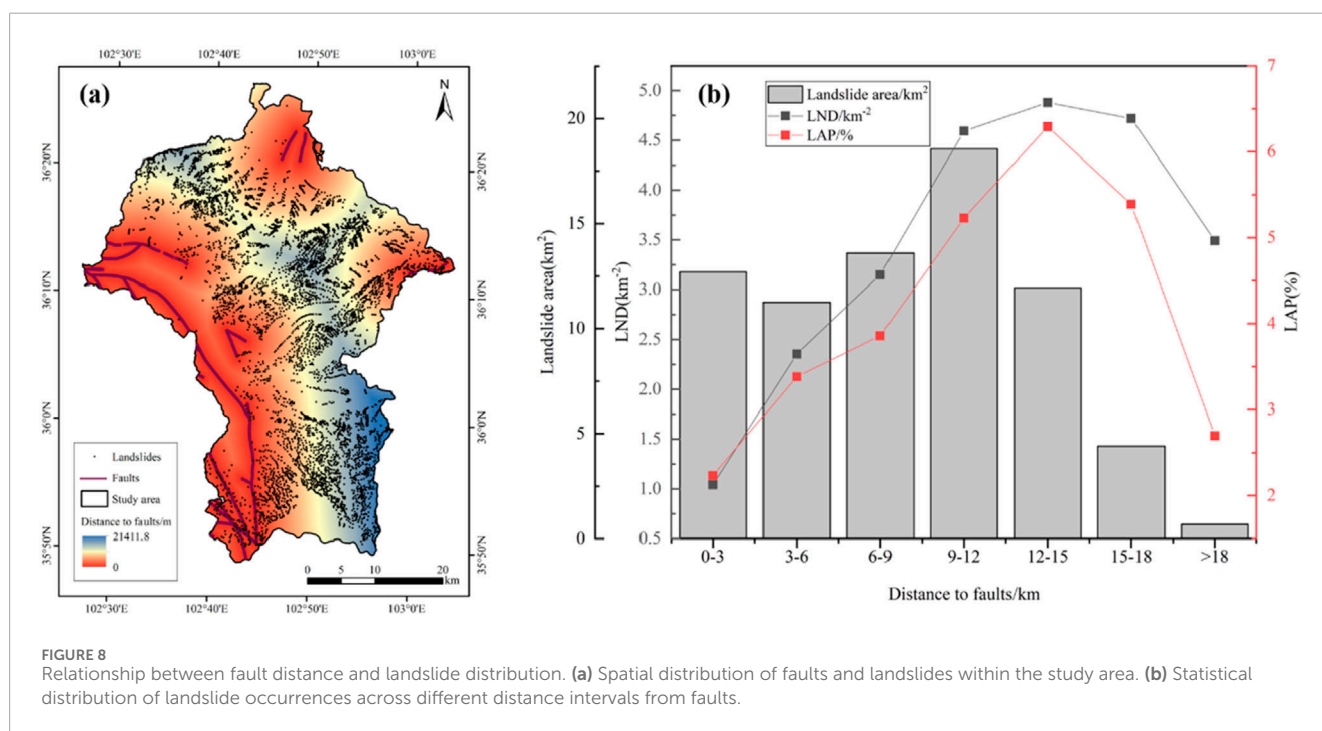 102°30'E 102°40'E 102°50'E 103°0'E
(a)
N
36°20'N
36°10'N
36°0'N
35°50'N
36°20'N
36°10'N
36°0'N
35°50'N
Landslides
Faults
Study area
Distance to faults/m
21411.8
0
0 5 10 20
km
102°30'E 102°40'E 102°50'E 103°0'E
(b)
Landslide area/km²
LND/km⁻²
LAP/%
Landslide area(km²)
20
15
10
5
0
LND(km⁻²)
5.0
4.5
4.0
3.5
3.0
2.5
2.0
1.5
1.0
0.5
LAP(%)
7
6
5
4
3
2
0-3 3-6 6-9 9-12 12-15 15-18 >18
Distance to faults/km
FIGURE 8
Relationship between fault distance and landslide distribution. (a) Spatial distribution of faults and landslides within the study area. (b) Statistical
distribution of landslide occurrences across different distance intervals from faults.